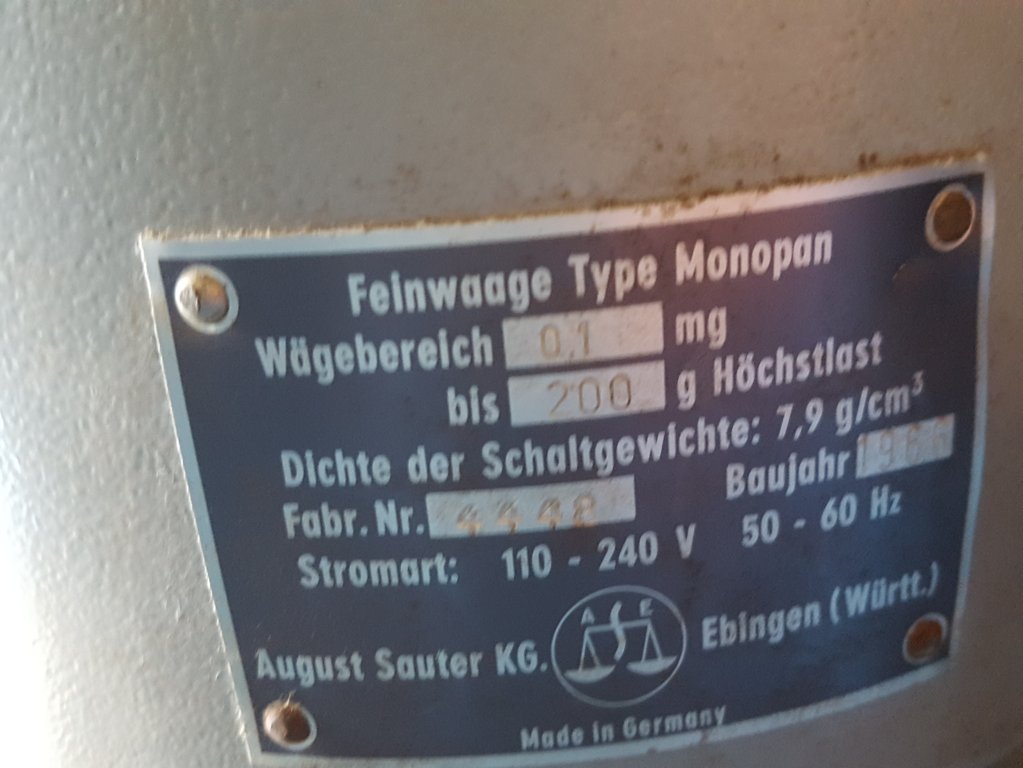 Feinwaage Type Monopan
Wägebereich 0,1 mg
bis 200 g Höchstlast
Dichte der Schaltgewichte: 7,9 g/cm³
Fabr. Nr. 4448 Baujahr
Stromart: 110 - 240 V 50 - 60 Hz
August Sauter KG. A S E Ebingen (Württ.)
Made in Germany